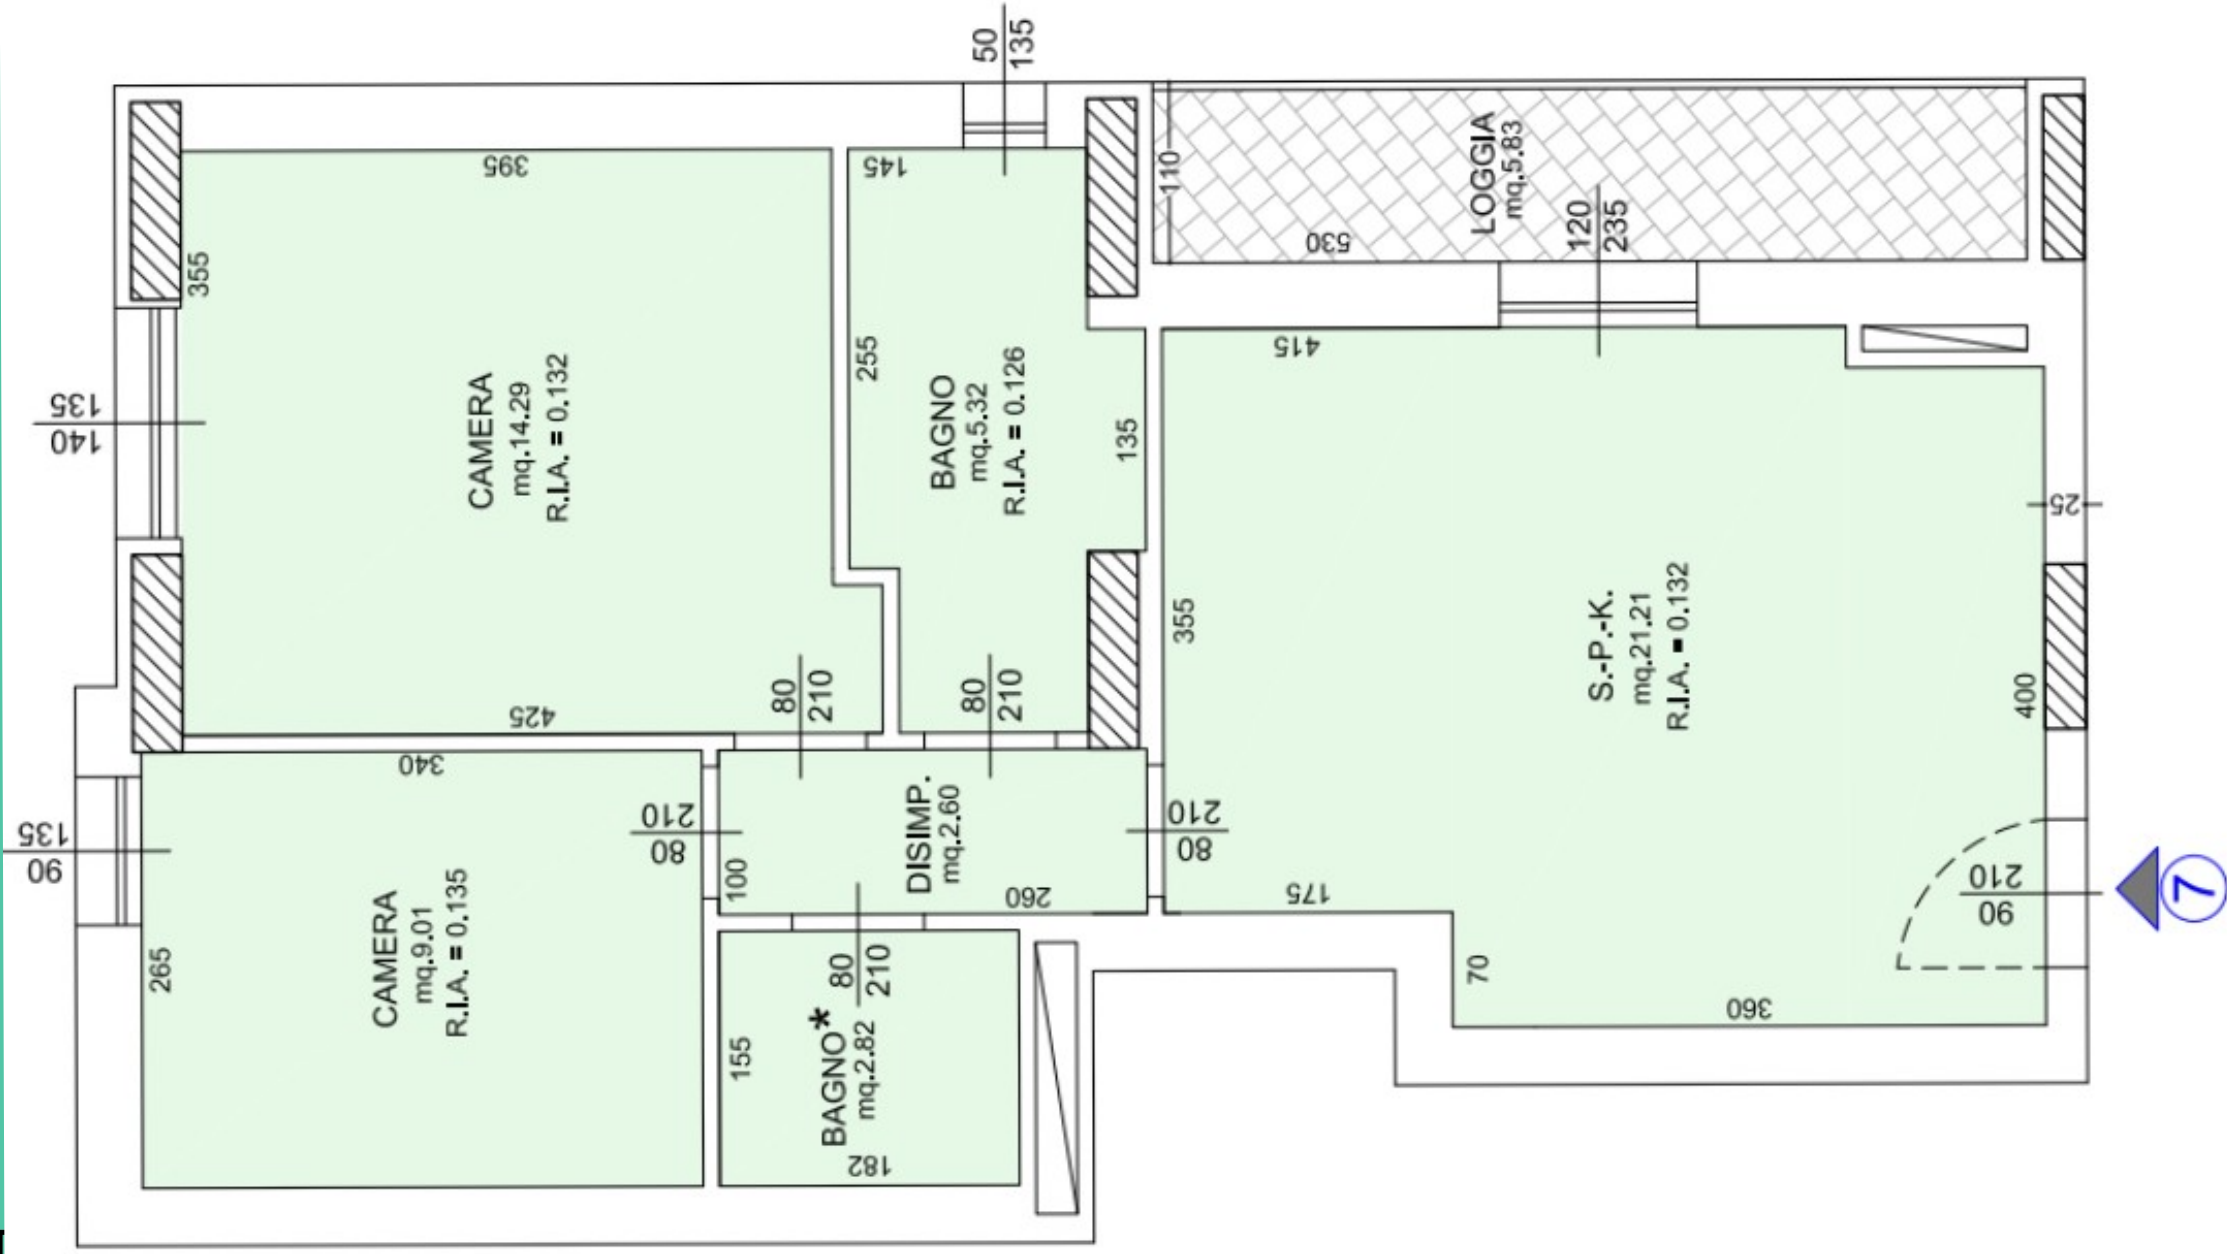 50
135
395
145
110
LOGGIA
mq.5.83
530
120
235
355
135
140
CAMERA
mq.14.29
R.I.A. = 0.132
255
BAGNO
mq.5.32
R.I.A. = 0.126
135
415
25
355
S.-P.-K.
mq.21.21
R.I.A. = 0.132
400
425
80
210
80
210
340
135
90
210
80
DISIMP.
mq.2.60
100
260
210
80
175
210
90
7
CAMERA
mq.9.01
R.I.A. = 0.135
265
80
210
155
BAGNO*
mq.2.82
182
70
360